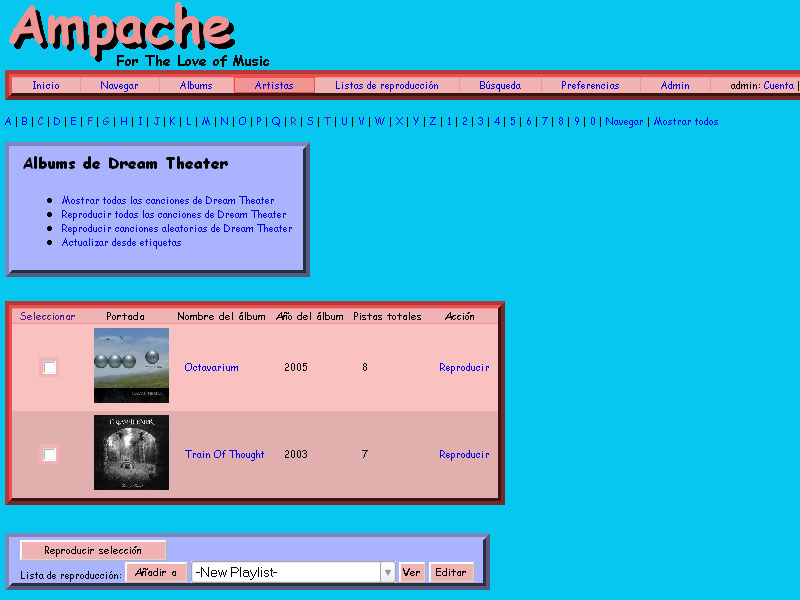 Ampache
For The Love of Music
Inicio Navegar Albums Artistas Listas de reproducción Búsqueda Preferencias Admin admin: Cuenta |
A | B | C | D | E | F | G | H | I | J | K | L | M | N | O | P | Q | R | S | T | U | V | W | X | Y | Z | 1 | 2 | 3 | 4 | 5 | 6 | 7 | 8 | 9 | 0 | Navegar | Mostrar todos
Albums de Dream Theater
Mostrar todas las canciones de Dream Theater
Reproducir todas las canciones de Dream Theater
Reproducir canciones aleatorias de Dream Theater
Actualizar desde etiquetas
Seleccionar Portada Nombre del álbum Año del álbum Pistas totales Acción
Octavarium 2005 8 Reproducir
DREAM THEATER
Train Of Thought 2003 7 Reproducir
Reproducir selección
Lista de reproducción: Añadir a -New Playlist- Ver Editar